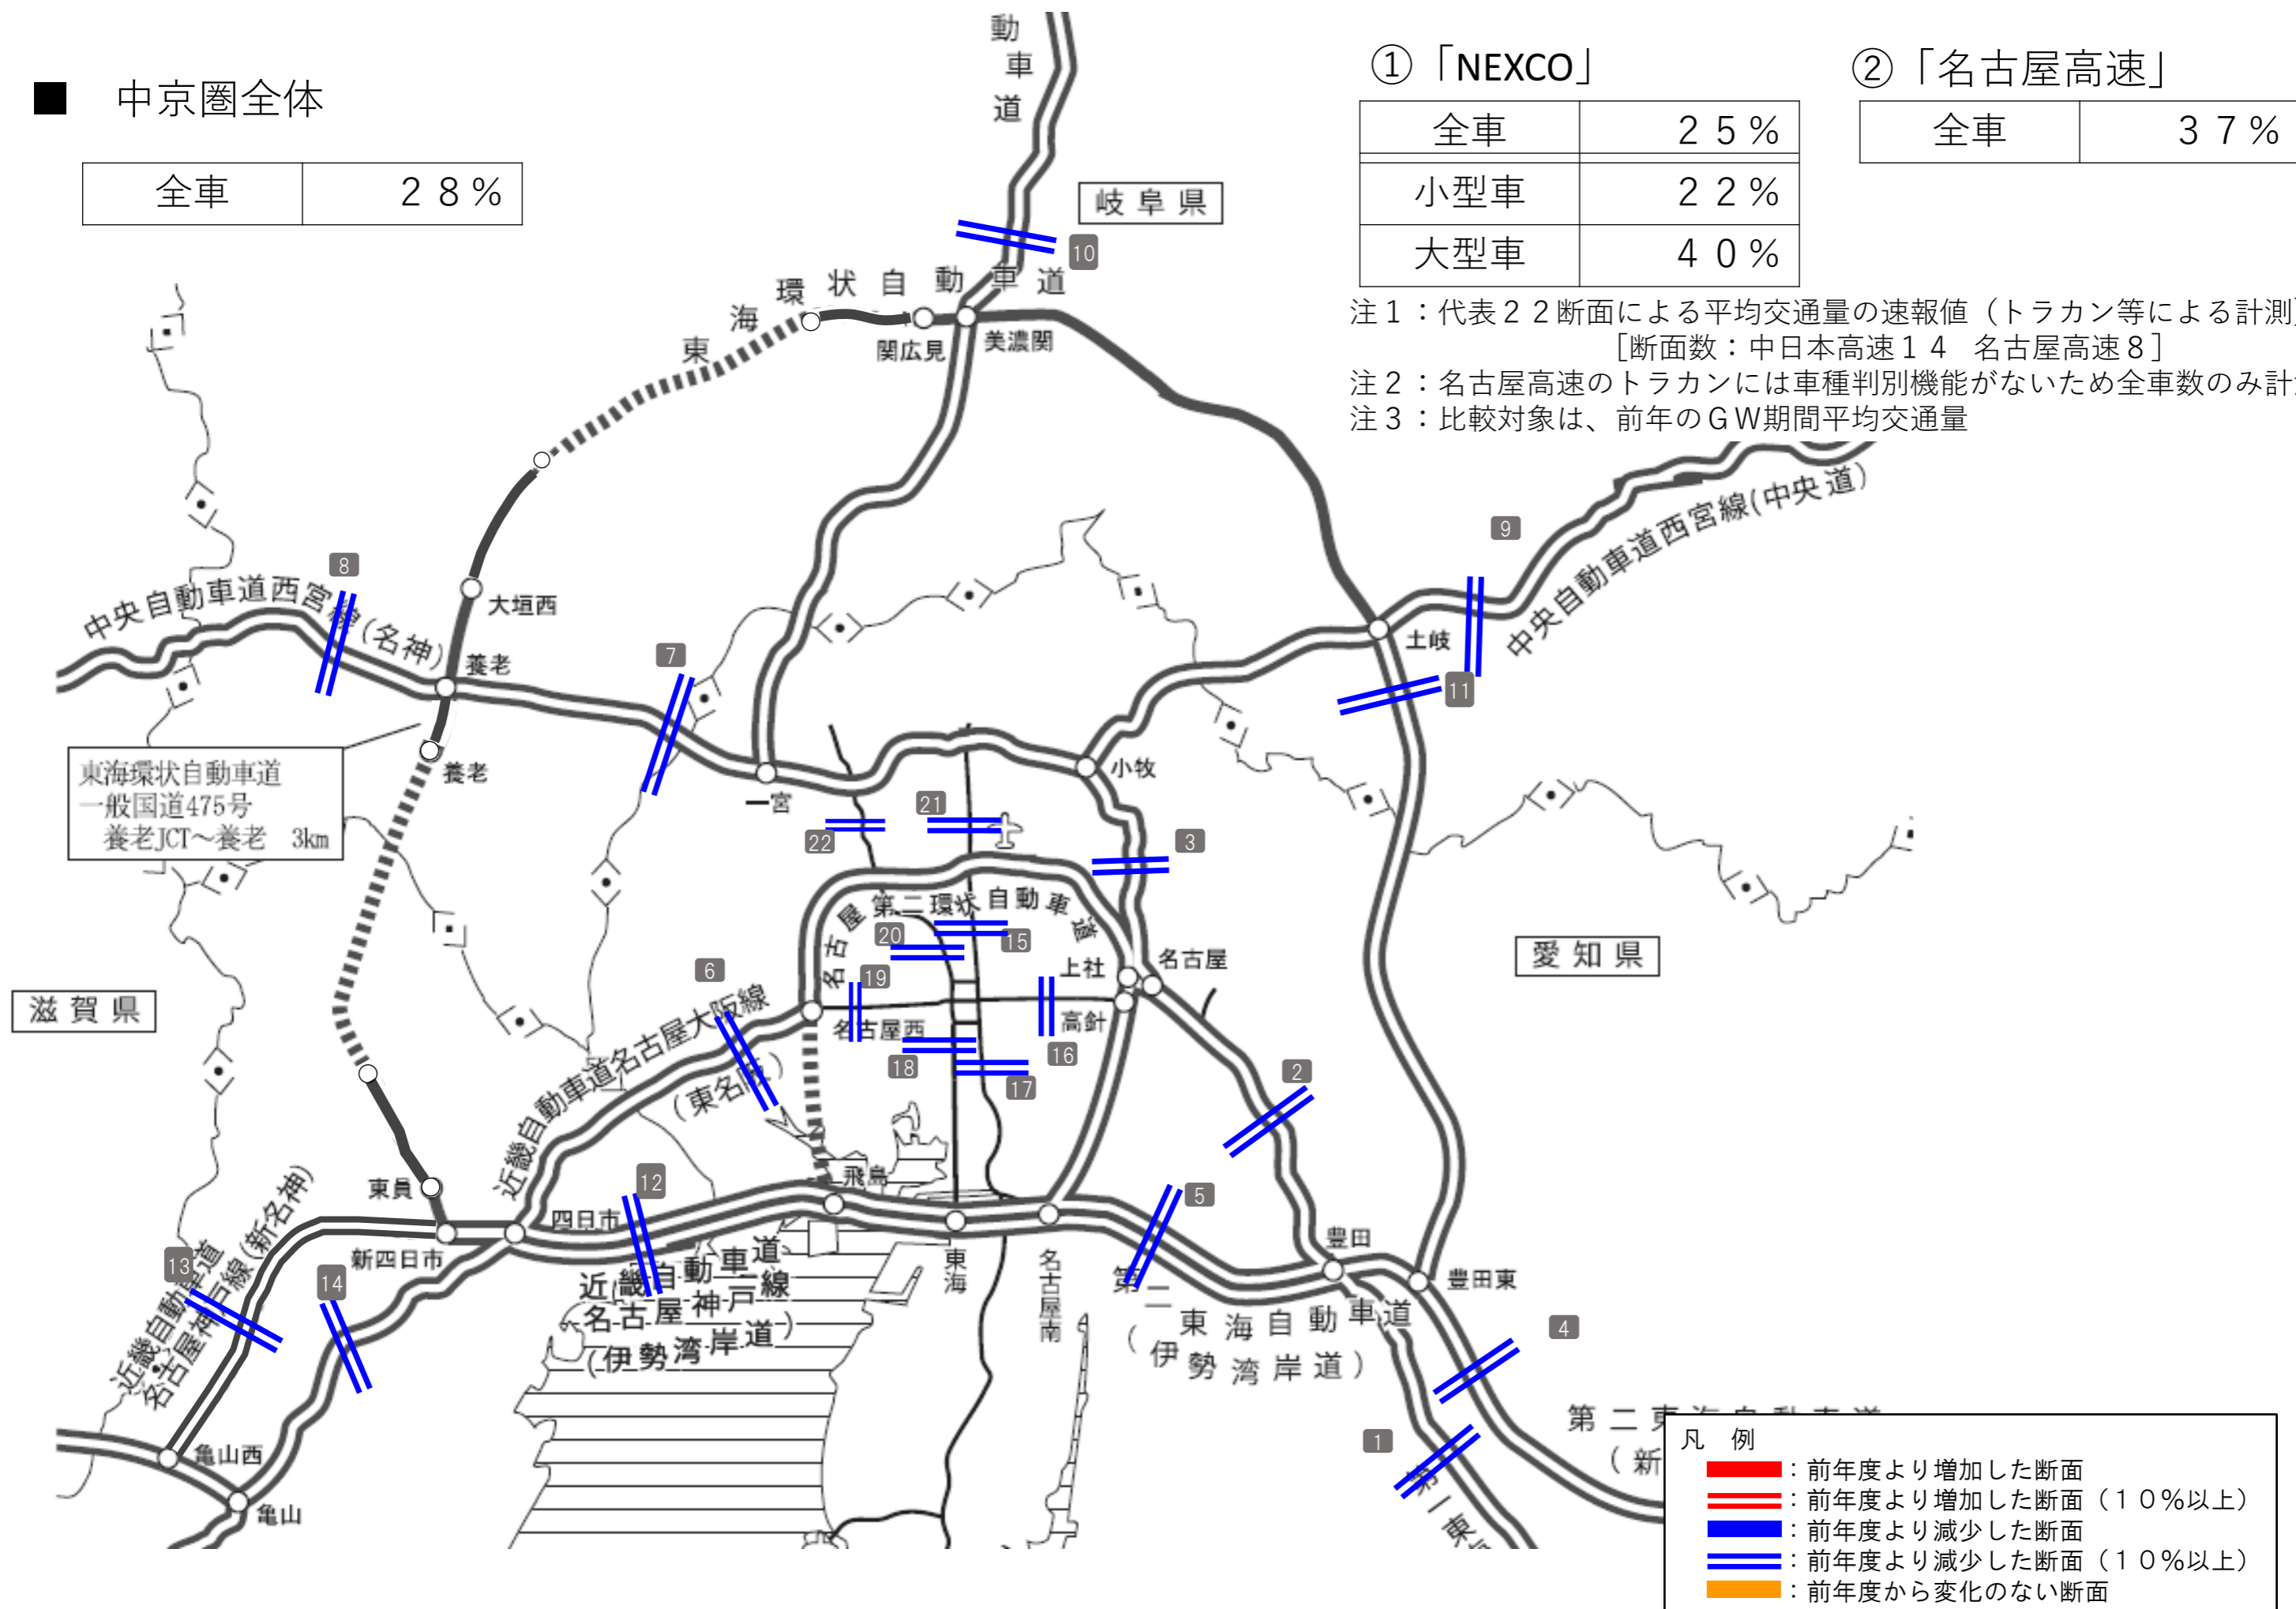 ■ 中京圏全体
全車 28%
①「NEXCO」
全車 25%
小型車 22%
大型車 40%
②「名古屋高速」
全車 37%
注1：代表22断面による平均交通量の速報値（トラカン等による計測）
［断面数：中日本高速14 名古屋高速8］
注2：名古屋高速のトラカンには車種判別機能がないため全車数のみ計
注3：比較対象は、前年のGW期間平均交通量
動車道
岐阜県
10
東海環状自動車道
関広見
美濃関
9
中央自動車道西宮線(中央道)
8
中央自動車道西宮線(名神)
大垣西
養老
7
土岐
11
東海環状自動車道
一般国道475号
養老JCT～養老 3km
養老
一宮
小牧
21
22
3
名古屋第二環状自動車道
20
15
上社
名古屋
愛知県
滋賀県
6
19
名古屋西
高針
16
18
17
近畿自動車道名古屋大阪線
(東名阪)
2
東員
飛島
12
5
四日市
新四日市
13
14
近畿自動車道
名古屋神戸線(新名神)
近畿自動車道
名古屋神戸線
(伊勢湾岸道)
東海
名古屋南
豊田
豊田東
第二東海自動車道
(伊勢湾岸道)
4
1
亀山西
亀山
第二東海自動車道
(新
第一東
凡 例
：前年度より増加した断面
：前年度より増加した断面（10%以上）
：前年度より減少した断面
：前年度より減少した断面（10%以上）
：前年度から変化のない断面